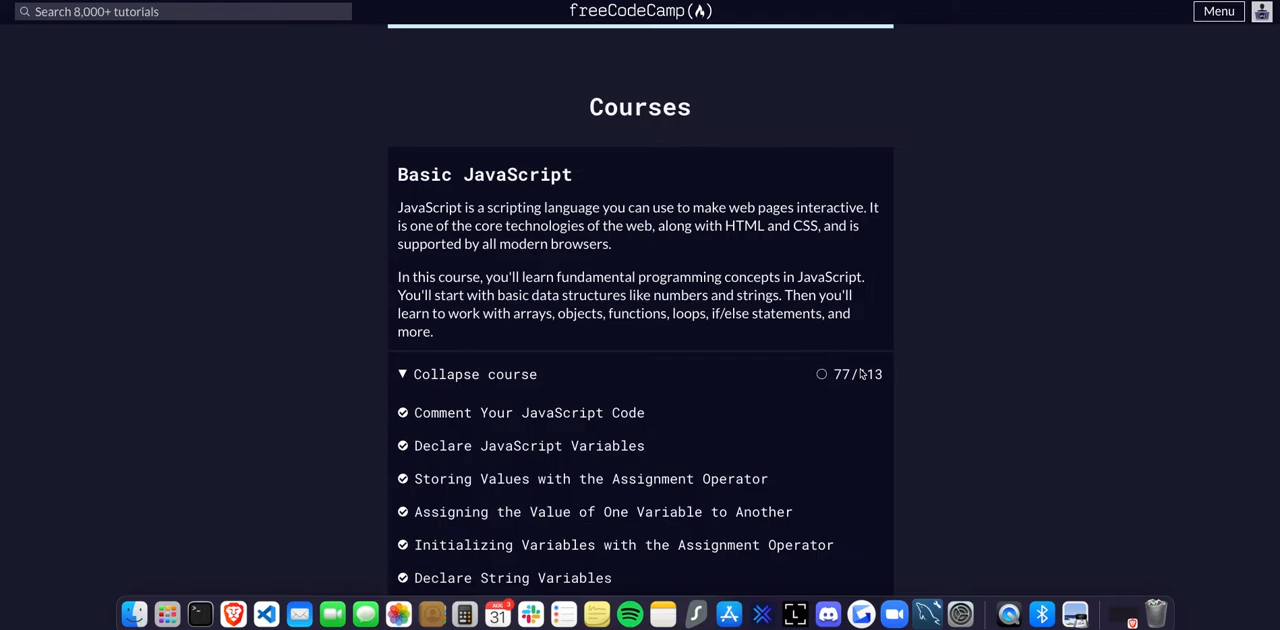 Search 8,000+ tutorials
freeCodeCamp(🔥)
Menu
Courses
Basic JavaScript
JavaScript is a scripting language you can use to make web pages interactive. It
is one of the core technologies of the web, along with HTML and CSS, and is
supported by all modern browsers.
In this course, you'll learn fundamental programming concepts in JavaScript.
You'll start with basic data structures like numbers and strings. Then you'll
learn to work with arrays, objects, functions, loops, if/else statements, and
more.
Collapse course
77/113
Comment Your JavaScript Code
Declare JavaScript Variables
Storing Values with the Assignment Operator
Assigning the Value of One Variable to Another
Initializing Variables with the Assignment Operator
Declare String Variables
AUG 3
31